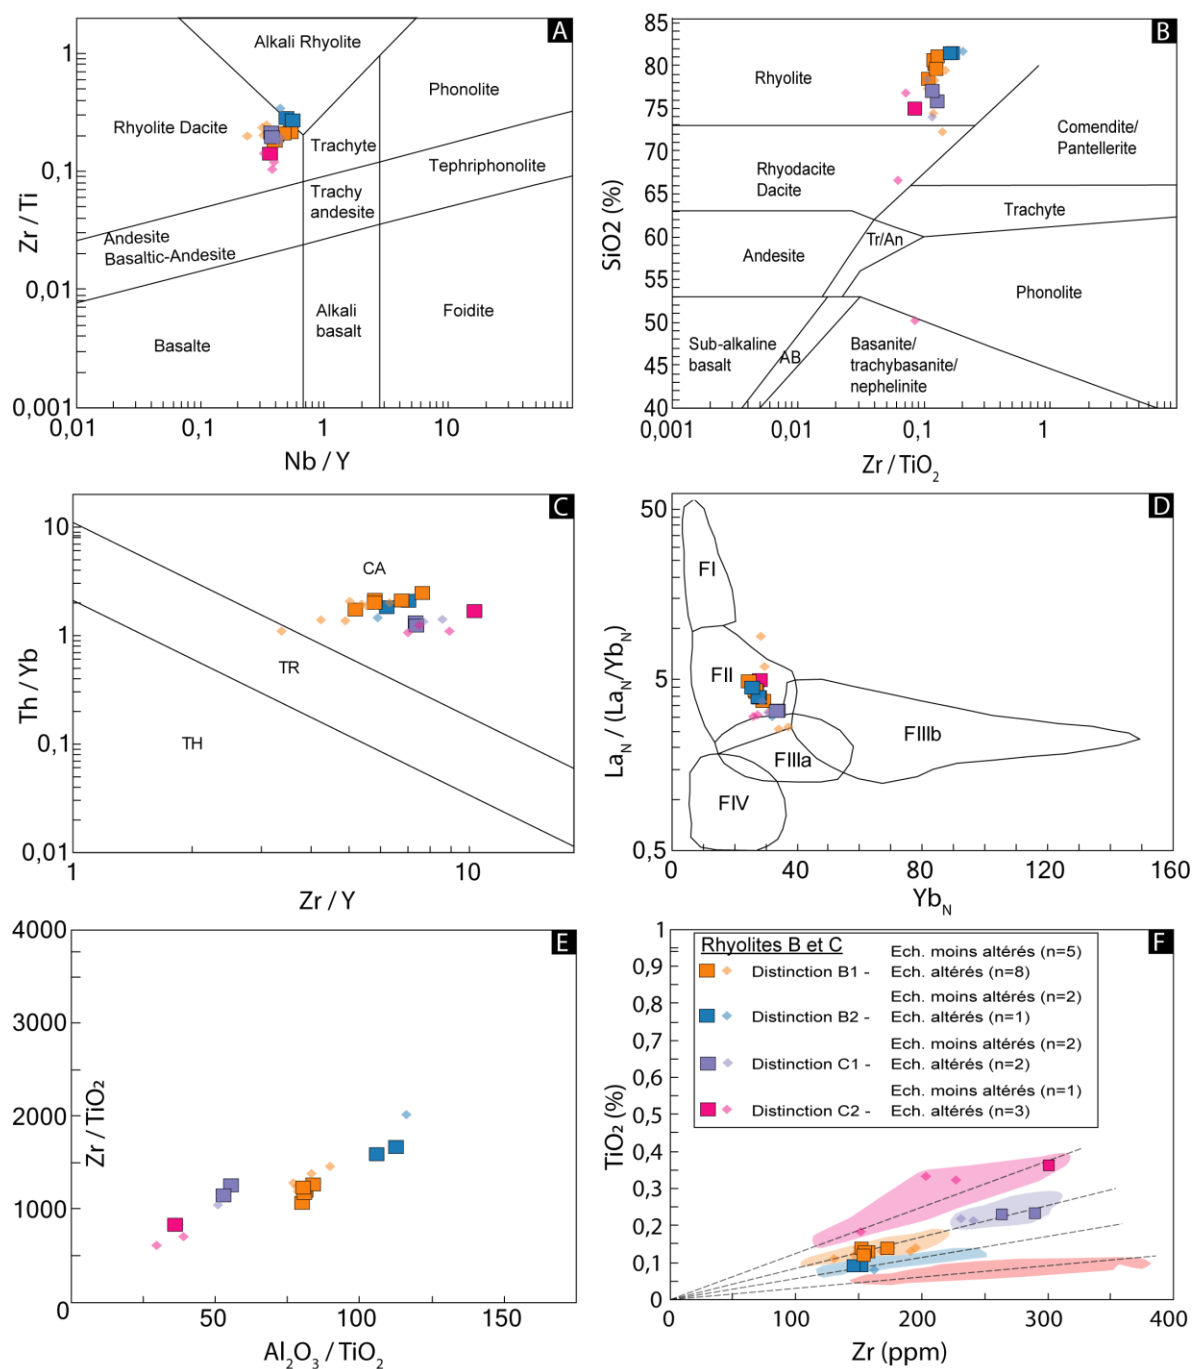 A
1
0,1
0,01
0,001
Zr / Ti
Alkali Rhyolite
Phonolite
Rhyolite Dacite
Trachyte
Tephriphonolite
Trachy
andesite
Andesite
Basaltic-Andesite
Alkali
basalt
Foidite
Basalte
0,01
0,1
1
10
Nb / Y
B
85
80
75
70
65
60
55
50
45
40
SiO2 (%)
Rhyolite
Comendite/
Pantellerite
Rhyodacite
Dacite
Trachyte
Tr/An
Andesite
Phonolite
Sub-alkaline
basalt
AB
Basanite/
trachybasanite/
nephelinite
0,001
0,01
0,1
1
Zr / TiO₂
C
10
1
0,1
0,01
Th / Yb
CA
TR
TH
1
10
Zr / Y
D
50
5
0,5
La_N / (La_N/Yb_N)
FI
FII
FIIIb
FIIIa
FIV
0
40
80
120
160
Yb_N
E
4000
3000
2000
1000
0
Zr / TiO₂
50
100
150
Al₂O₃ / TiO₂
F
1
0,9
0,8
0,7
0,6
0,5
0,4
0,3
0,2
0,1
0
TiO₂ (%)
Rhyolites B et C
Ech. moins altérés (n=5)
Distinction B1 - Ech. altérés (n=8)
Ech. moins altérés (n=2)
Distinction B2 - Ech. altérés (n=1)
Ech. moins altérés (n=2)
Distinction C1 - Ech. altérés (n=2)
Ech. moins altérés (n=1)
Distinction C2 - Ech. altérés (n=3)
0
100
200
300
400
Zr (ppm)